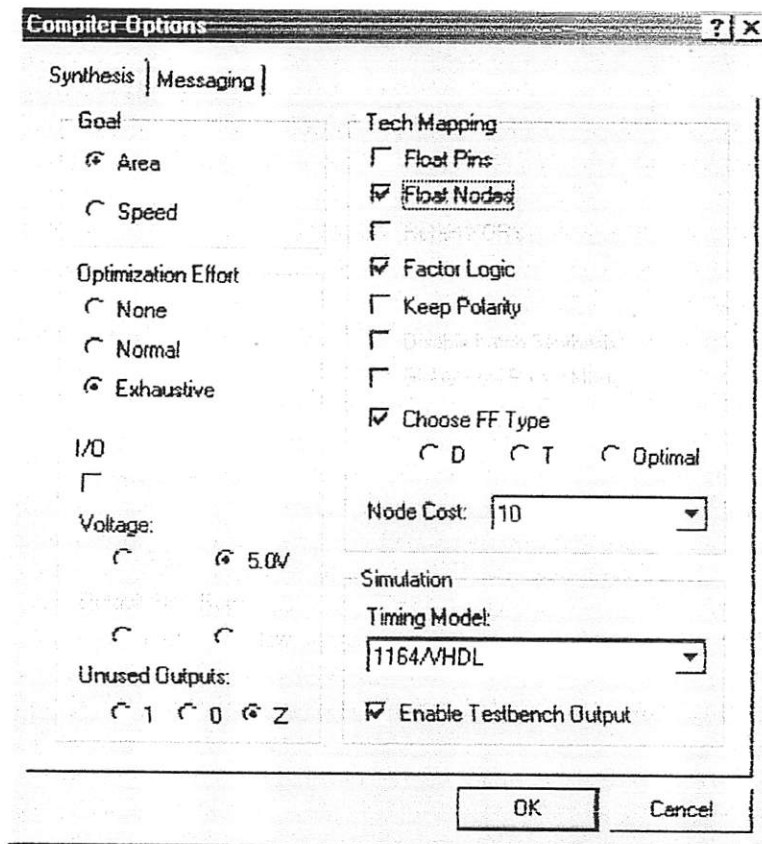 Compiler Options
Synthesis Messaging
Goal
Area
Speed
Optimization Effort
None
Normal
Exhaustive
I/O
Voltage:
5.0V
Unused Outputs:
1 0 Z
Tech Mapping
Float Pins
Float Nodes
Factor Logic
Keep Polarity
Choose FF Type
D T Optimal
Node Cost: 10
Simulation
Timing Model:
1164/VHDL
Enable Testbench Output
OK Cancel